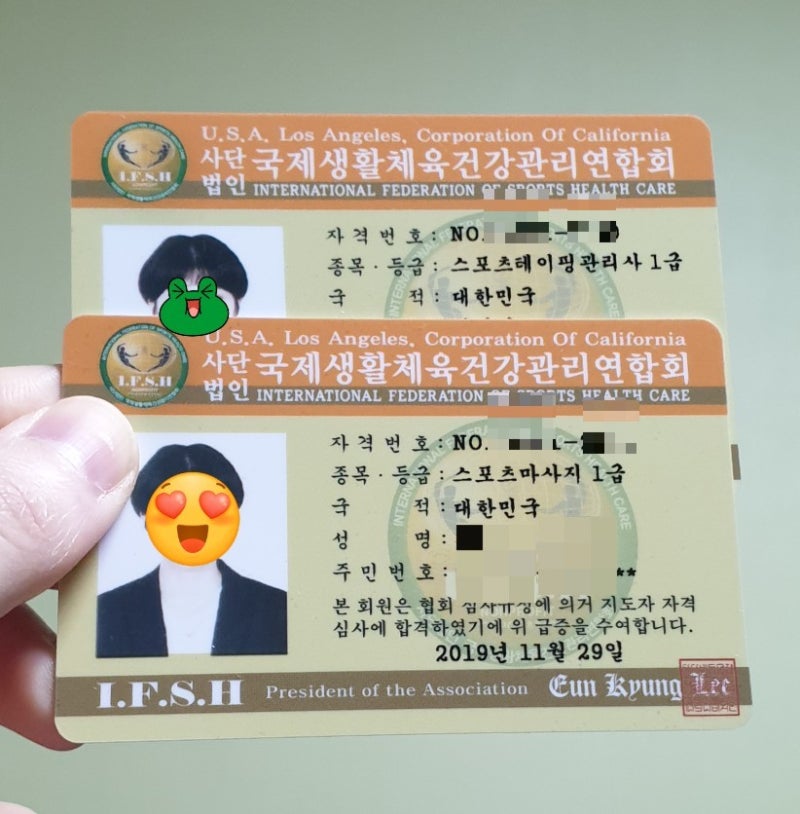 U.S.A. Los Angeles, Corporation Of California
사단법인 국제생활체육건강관리연합회
INTERNATIONAL FEDERATION OF SPORTS HEALTH CARE
I.F.S.H
자격번호: NO.
종목·등급: 스포츠테이핑관리사 1급
국적: 대한민국
U.S.A. Los Angeles, Corporation Of California
사단법인 국제생활체육건강관리연합회
INTERNATIONAL FEDERATION OF SPORTS HEALTH CARE
I.F.S.H
자격번호: NO.
종목·등급: 스포츠마사지 1급
국적: 대한민국
성명:
주민번호: **
본 회원은 협회 심사규정에 의거 지도자 자격
심사에 합격하였기에 위 급증을 수여합니다.
2019년 11월 29일
I.F.S.H President of the Association Eun Kyung Lee